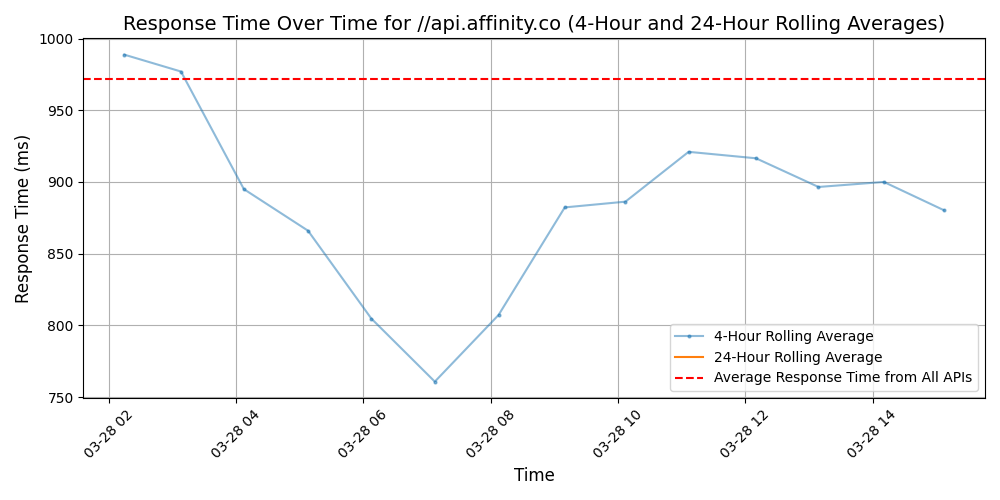 Response Time Over Time for //api.affinity.co (4-Hour and 24-Hour Rolling Averages)
Response Time (ms)
1000
950
900
850
800
750
4-Hour Rolling Average
24-Hour Rolling Average
Average Response Time from All APIs
03-28 02
03-28 04
03-28 06
03-28 08
03-28 10
03-28 12
03-28 14
Time